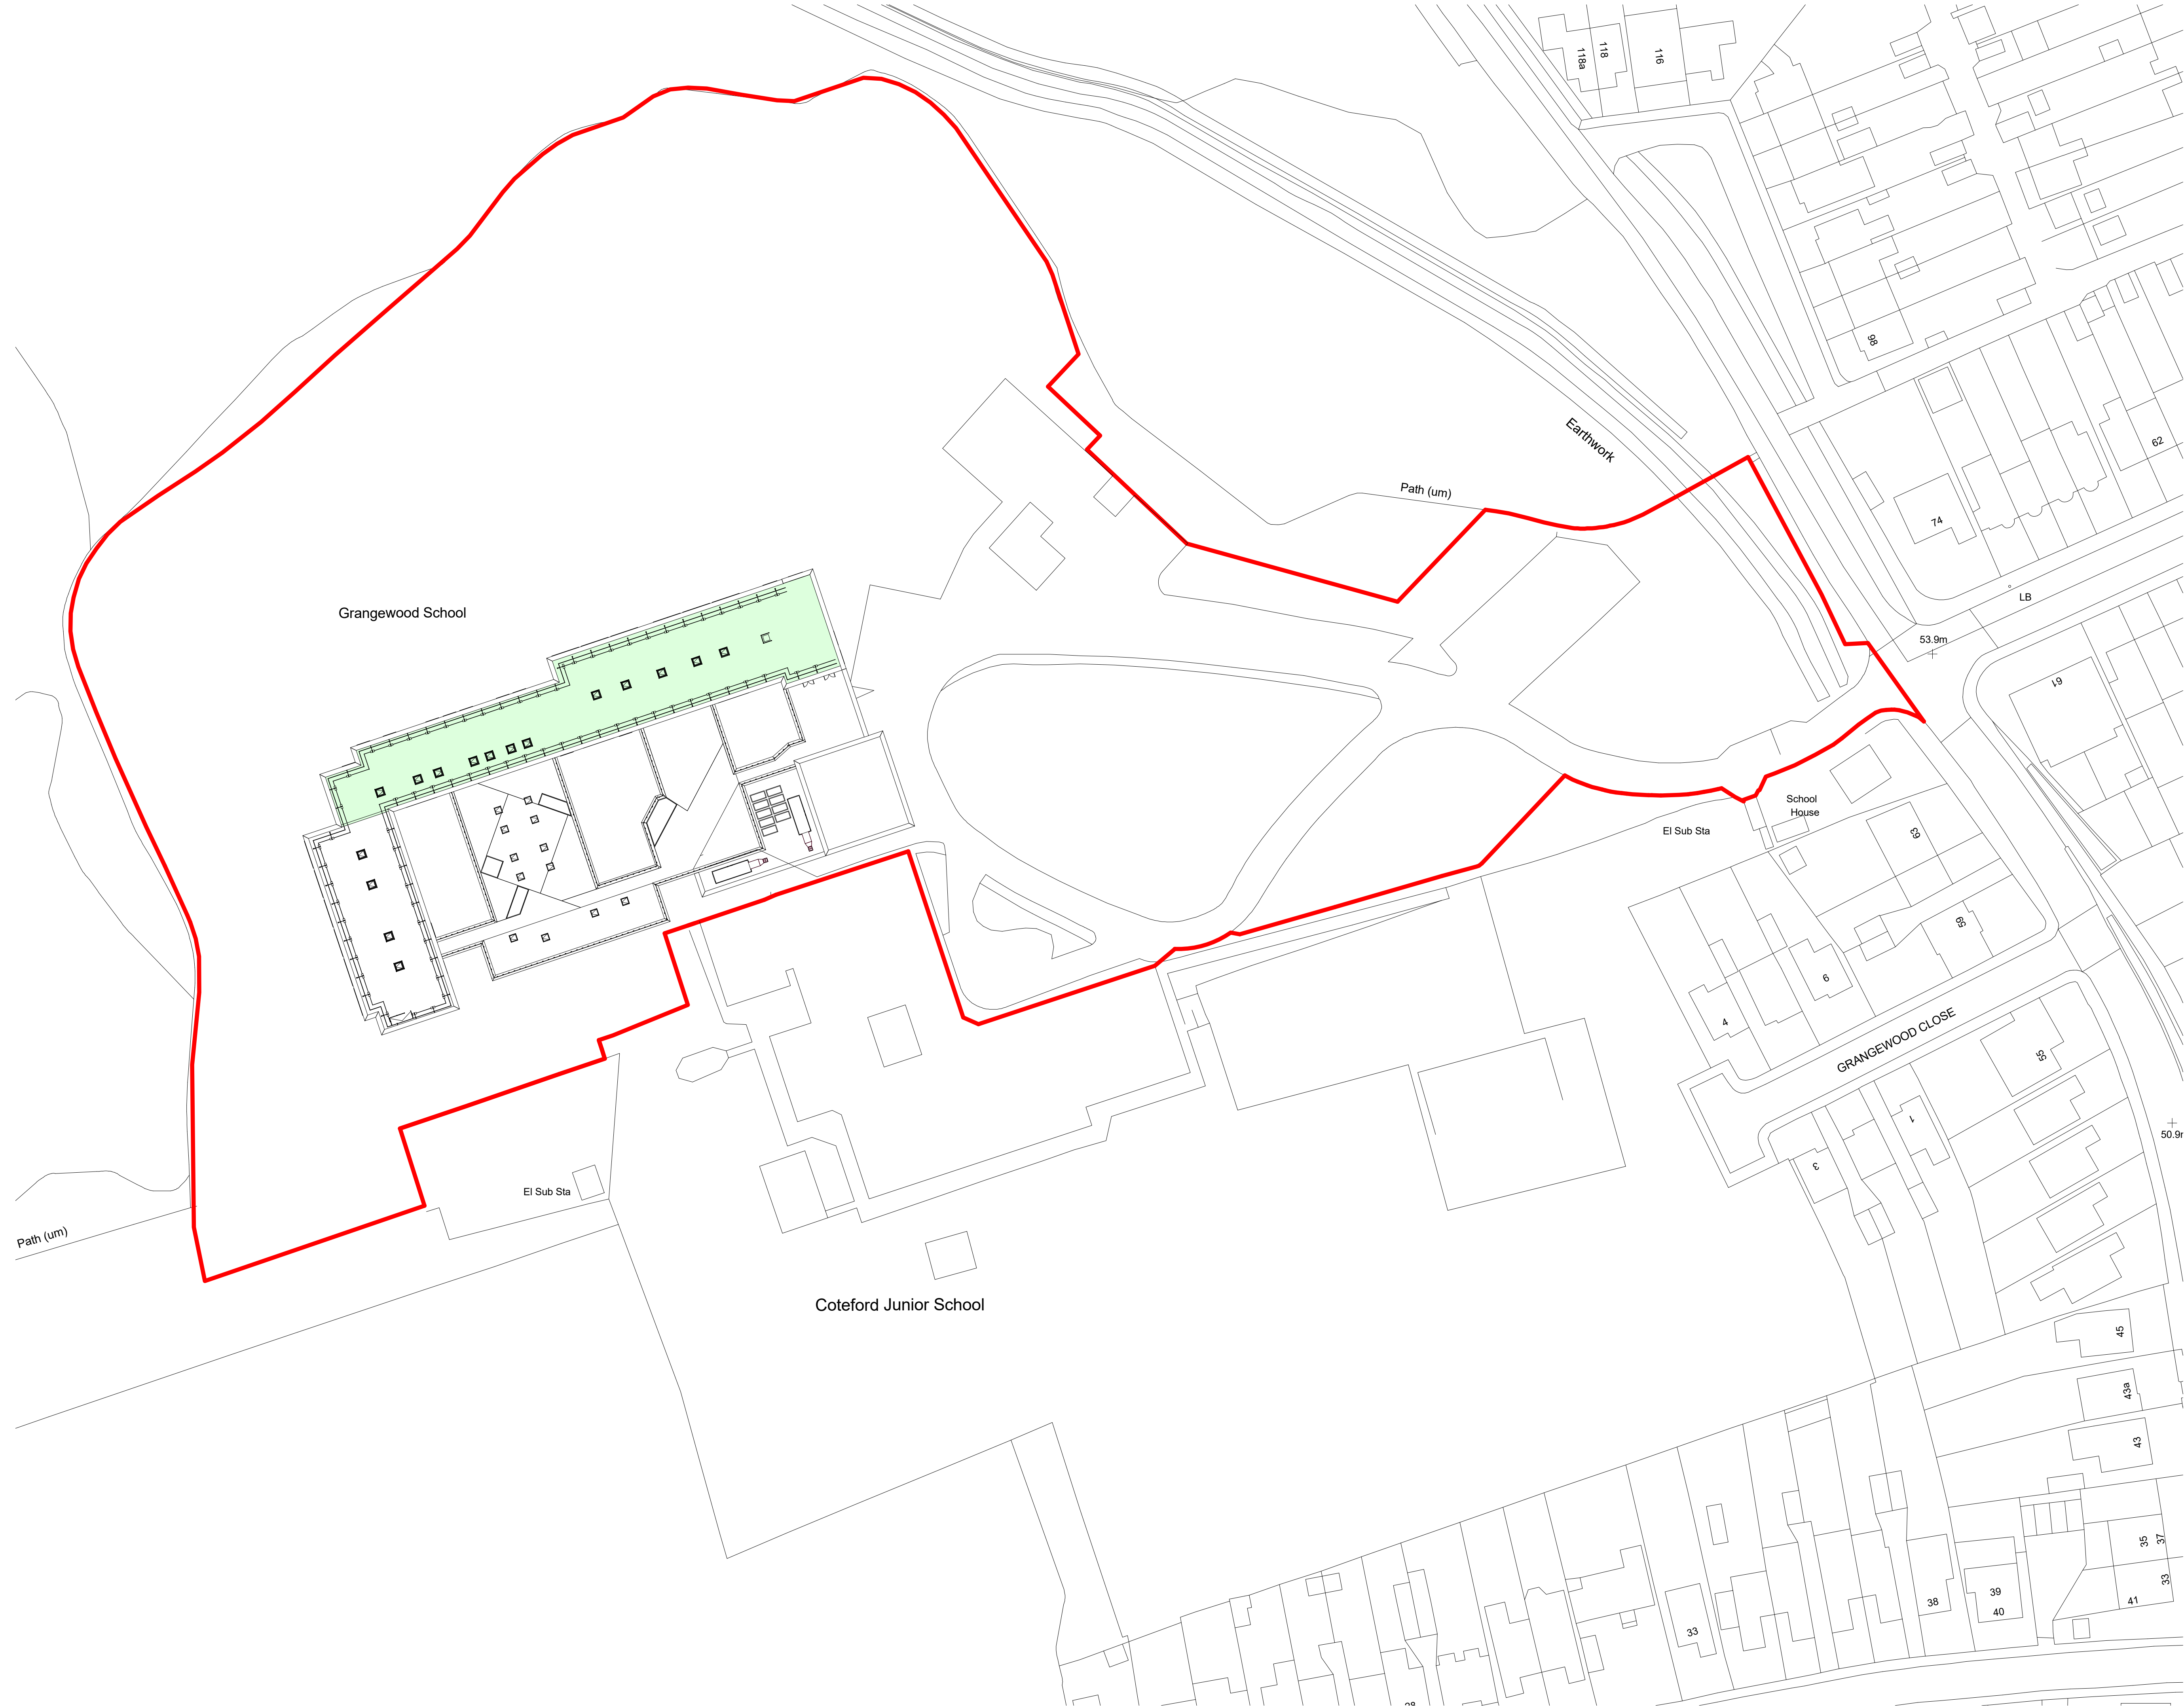 118a
118
116
98
62
Earthwork
Path (um)
74
LB
53.9m
Grangewood School
61
School
House
El Sub Sta
63
59
6
4
GRANGEWOOD CLOSE
55
1
3
50.9m
El Sub Sta
Path (um)
Coteford Junior School
45
43a
43
35
37
33
39
40
38
41
33